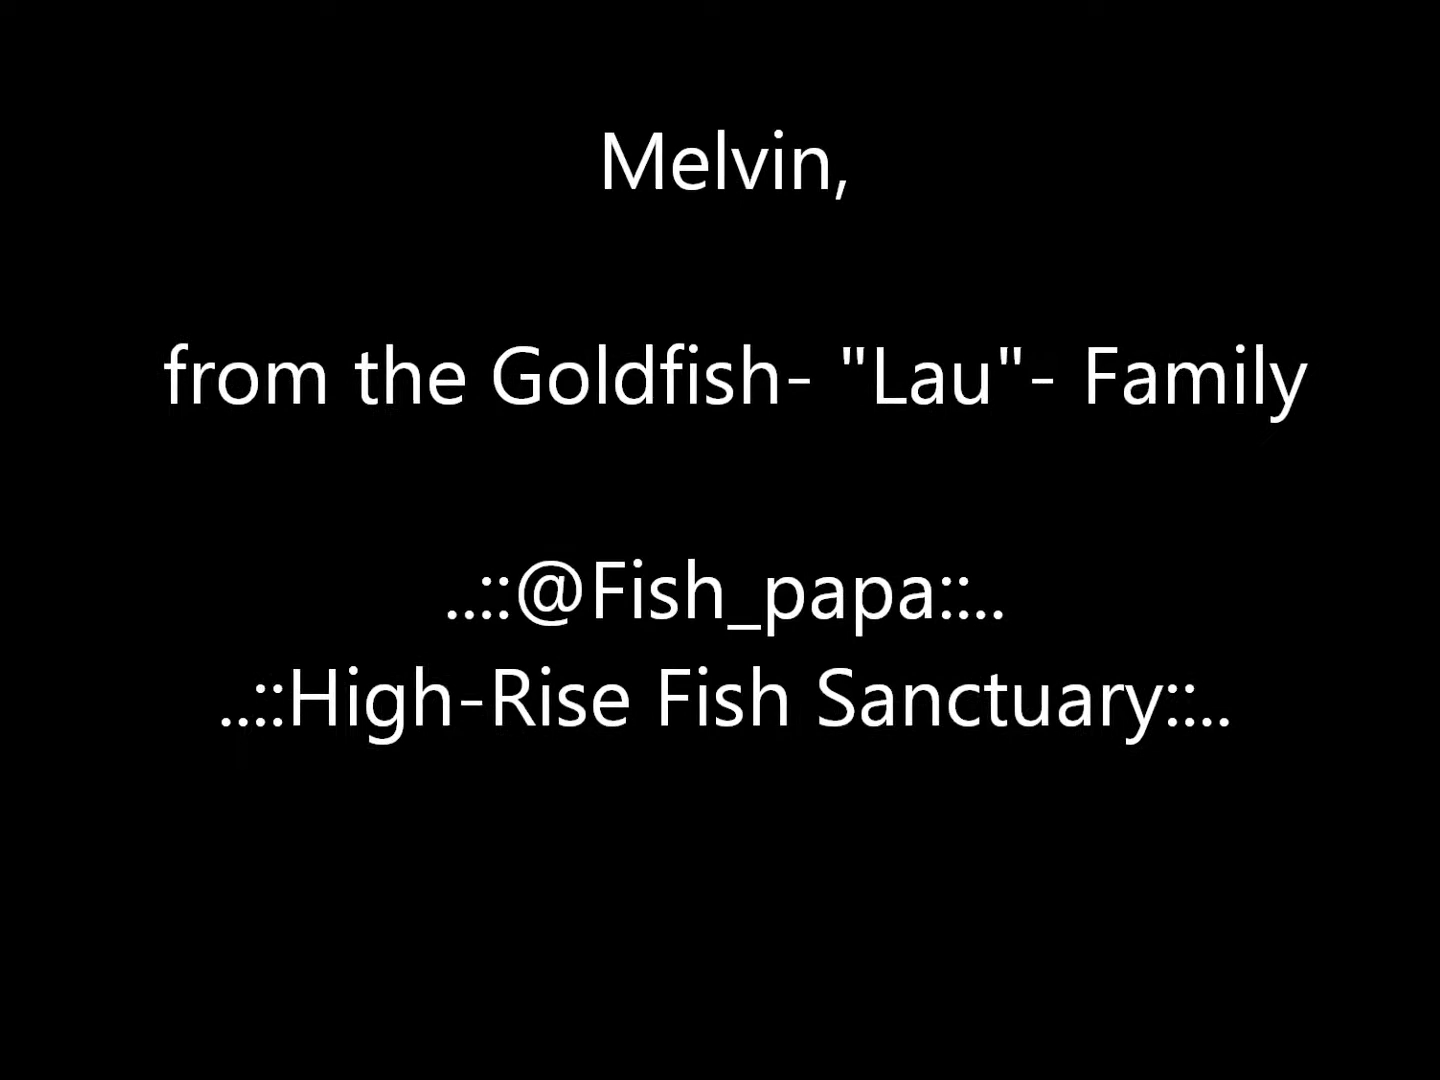 Melvin,
from the Goldfish- "Lau"- Family
..::@Fish_papa::..
..::High-Rise Fish Sanctuary::..